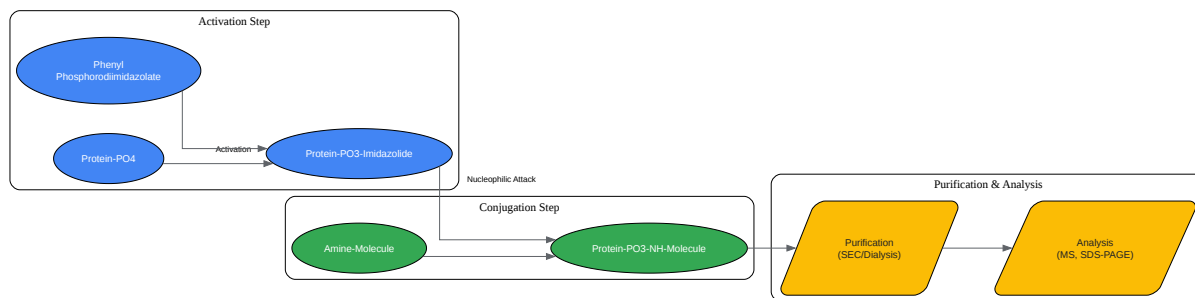 Activation Step
Phenyl
Phosphorodiimidazolate
Protein-PO4
Activation
Protein-PO3-Imidazolide
Nucleophilic Attack
Conjugation Step
Amine-Molecule
Protein-PO3-NH-Molecule
Purification & Analysis
Purification
(SEC/Dialysis)
Analysis
(MS, SDS-PAGE)